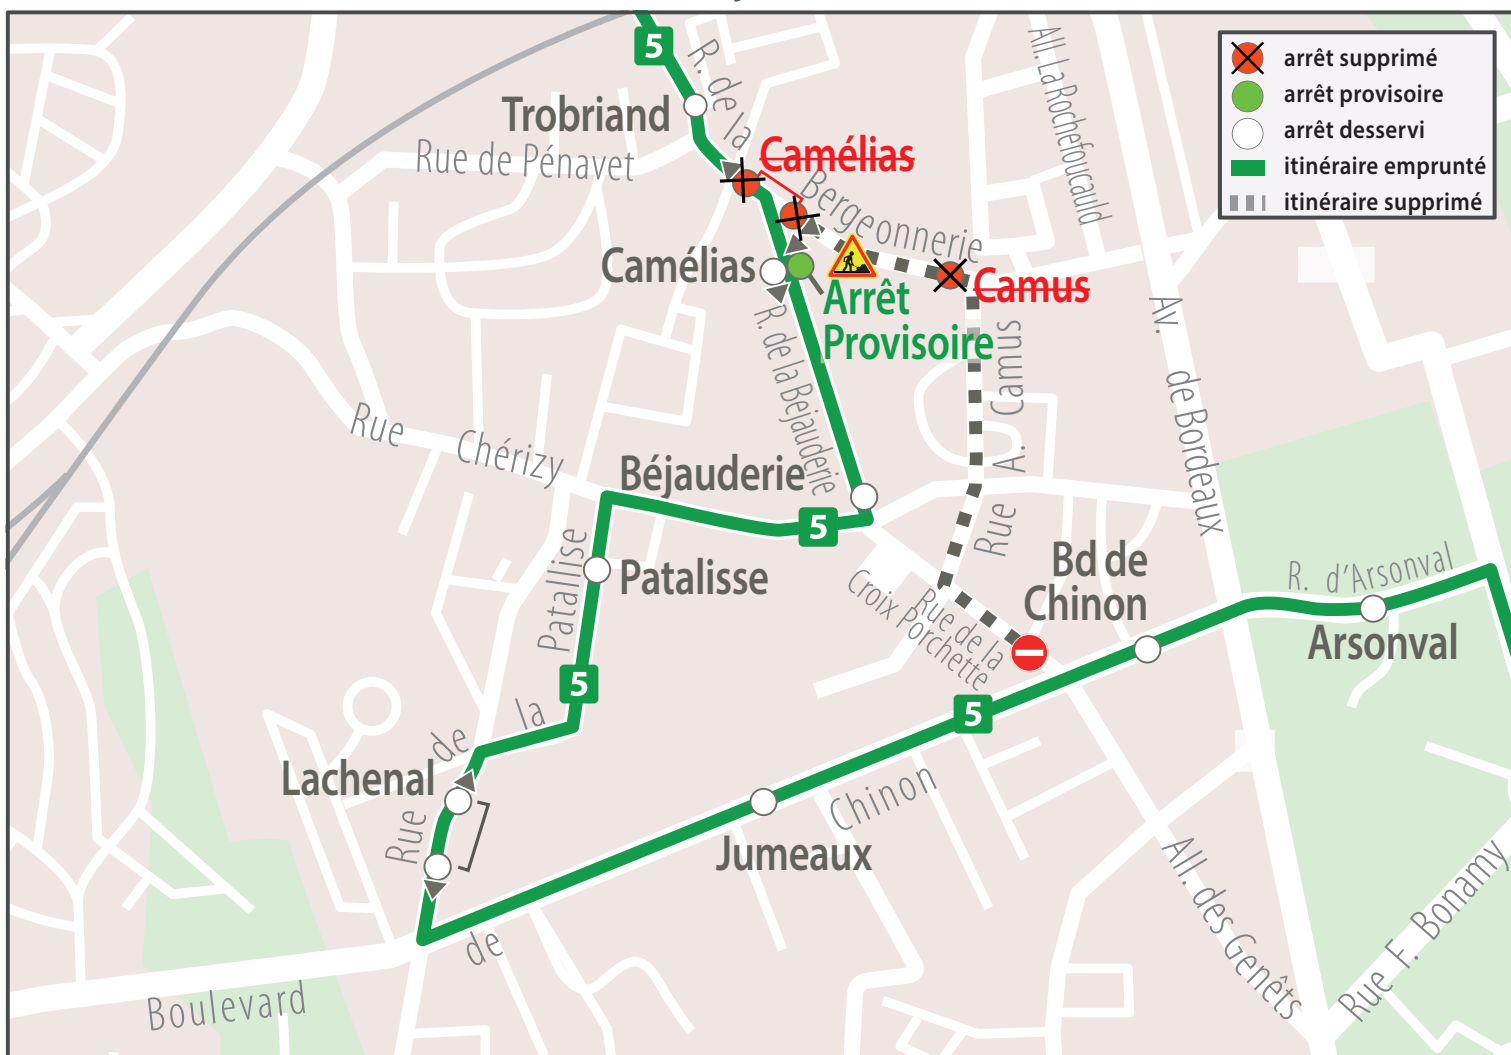 5
R. de la
Bergeonnerie
All. La Rochefoucauld
arrêt supprimé
arrêt provisoire
arrêt desservi
itinéraire emprunté
itinéraire supprimé
Trobriand
Rue de Pénavet
Camélias
Camélias
Camus
Arrêt
Provisoire
R. de la Bejauderie
Rue A. Camus
Av. de Bordeaux
Rue Chérizy
Béjauderie
5
Patalisse
Rue de la Patallise
5
Bd de
Chinon
R. d'Arsonval
Arsonval
Rue de la
Croix Porchette
5
Lachenal
Jumeaux
Boulevard de Chinon
All. des Genêts
Rue F. Bonamy